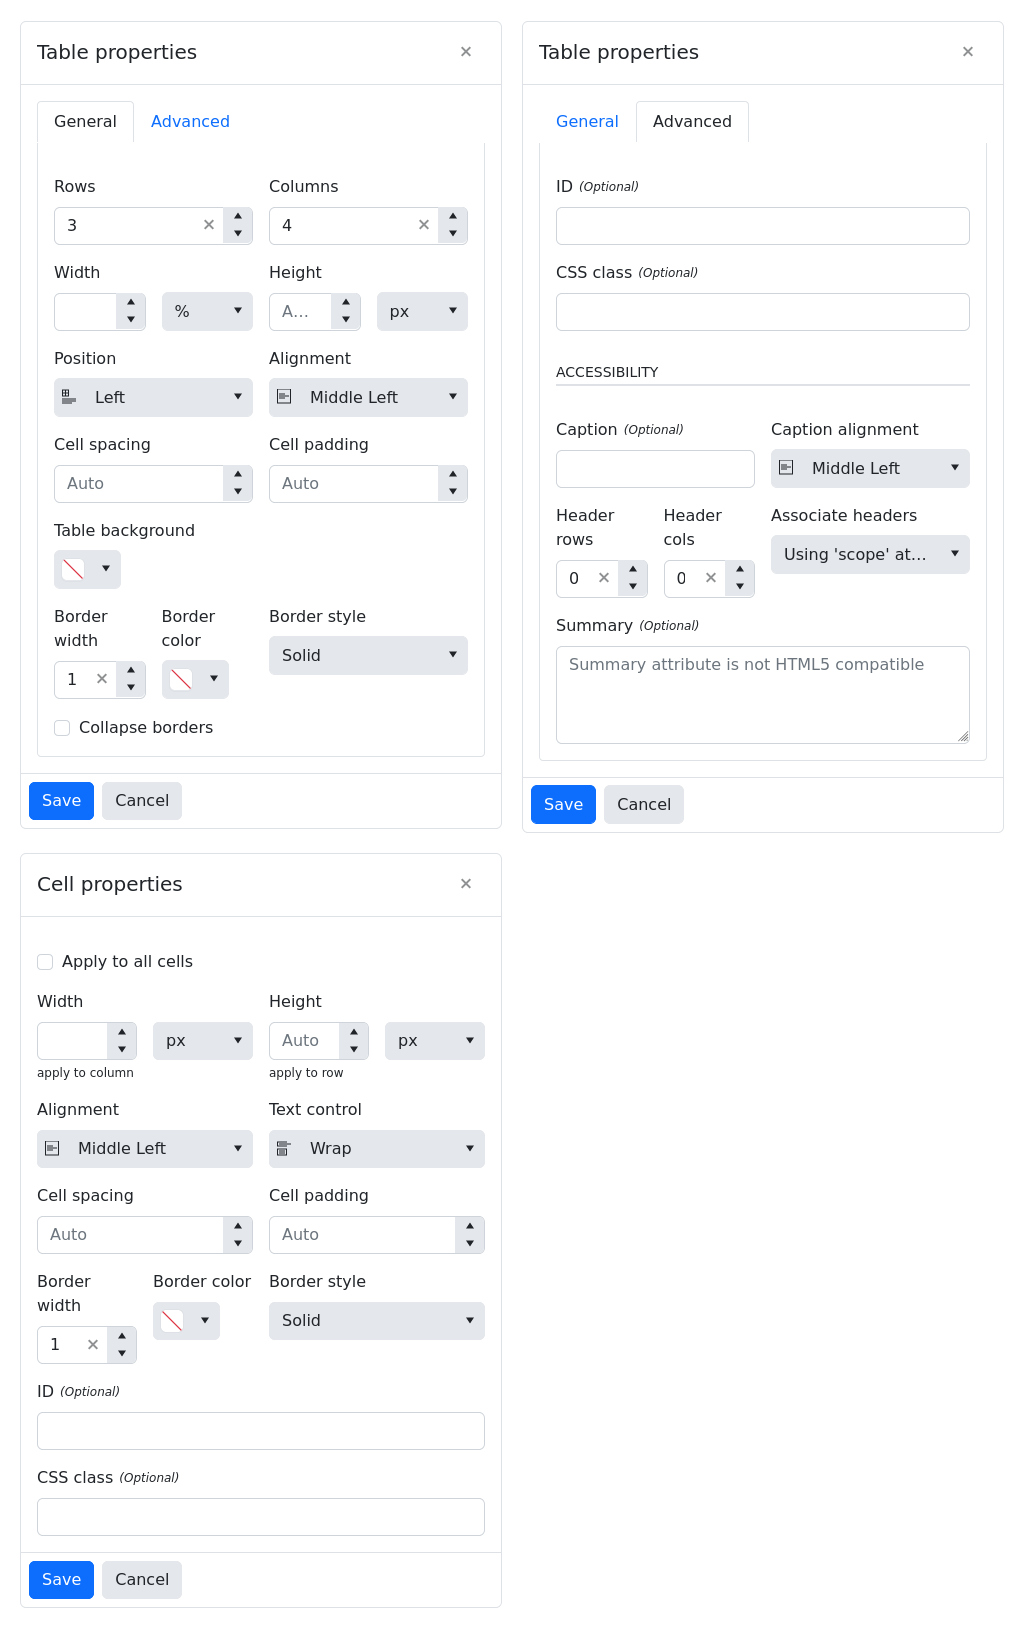 Table properties
General Advanced
Rows Columns
3 4
Width Height
% A... px
Position Alignment
Left Middle Left
Cell spacing Cell padding
Auto Auto
Table background
Border width Border color Border style
1 Solid
Collapse borders
Save Cancel
Table properties
General Advanced
ID (Optional)
CSS class (Optional)
ACCESSIBILITY
Caption (Optional) Caption alignment
Middle Left
Header rows Header cols Associate headers
0 0 Using 'scope' at...
Summary (Optional)
Summary attribute is not HTML5 compatible
Save Cancel
Cell properties
Apply to all cells
Width Height
px Auto px
apply to column apply to row
Alignment Text control
Middle Left Wrap
Cell spacing Cell padding
Auto Auto
Border width Border color Border style
1 Solid
ID (Optional)
CSS class (Optional)
Save Cancel